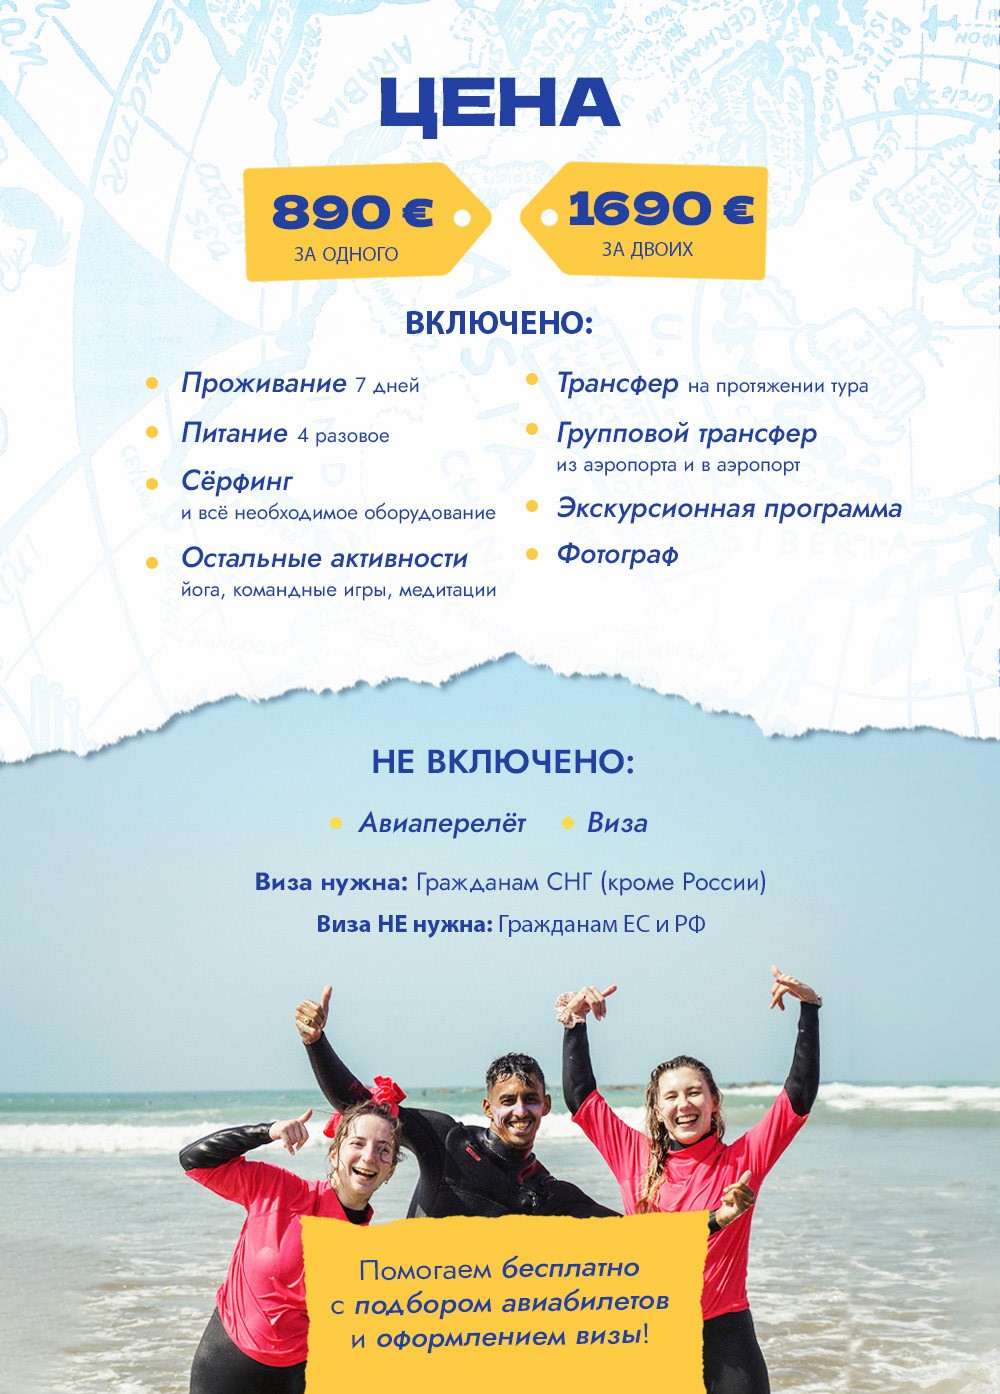 ЦЕНА
890 €
ЗА ОДНОГО
1690 €
ЗА ДВОИХ
ВКЛЮЧЕНО:
Проживание 7 дней
Питание 4 разовое
Сёрфинг
и всё необходимое оборудование
Остальные активности
йога, командные игры, медитации
Трансфер на протяжении тура
Групповой трансфер
из аэропорта и в аэропорт
Экскурсионная программа
Фотограф
НЕ ВКЛЮЧЕНО:
Авиаперелёт
Виза
Виза нужна: Гражданам СНГ (кроме России)
Виза НЕ нужна: Гражданам ЕС и РФ
Помогаем бесплатно
с подбором авиабилетов
и оформлением визы!